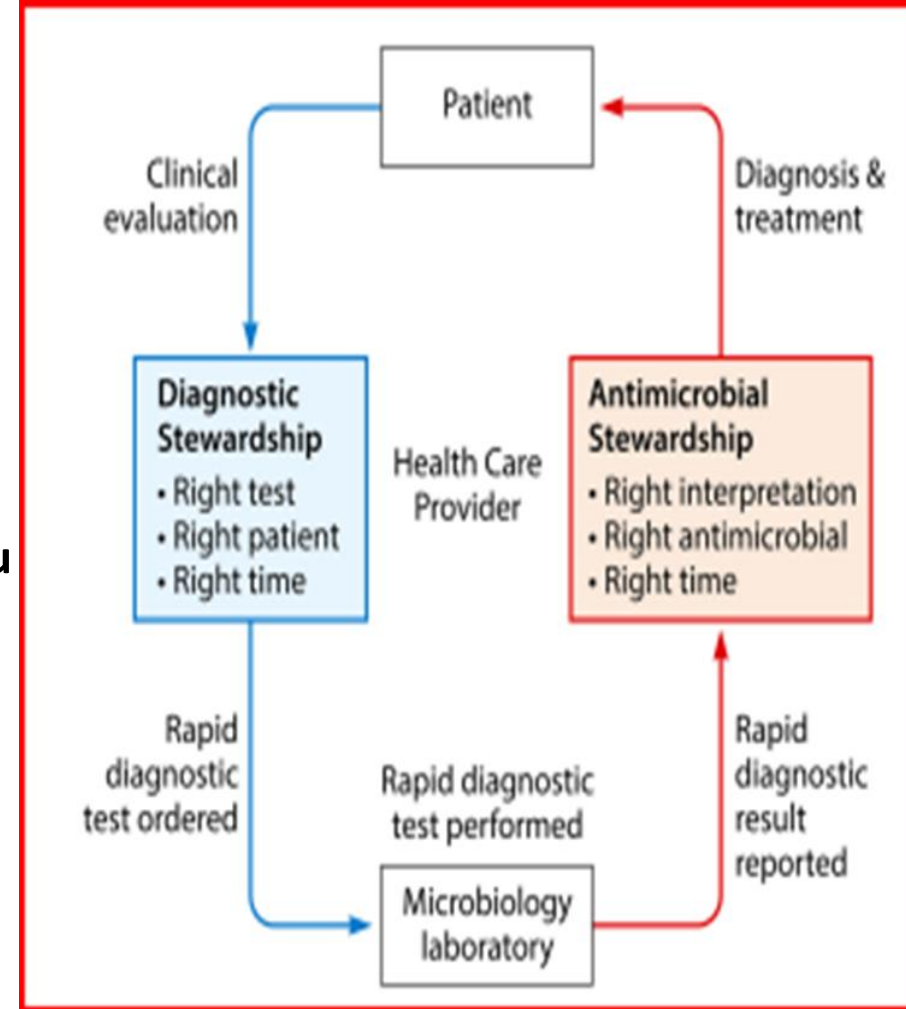 Patient
Clinical
evaluation
Diagnosis &
treatment
Diagnostic
Stewardship
• Right test
• Right patient
• Right time
Health Care
Provider
Antimicrobial
Stewardship
• Right interpretation
• Right antimicrobial
• Right time
u
Rapid
diagnostic
test ordered
Rapid diagnostic
test performed
Rapid
diagnostic
result
reported
Microbiology
laboratory